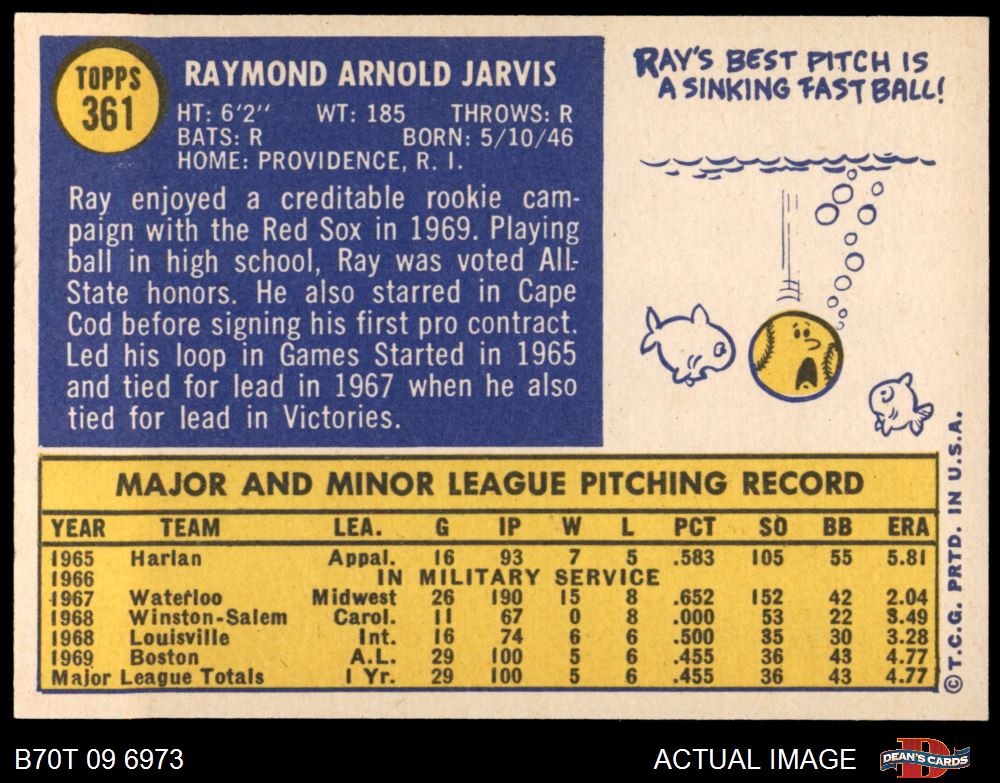 TOPPS
361
RAYMOND ARNOLD JARVIS
HT: 6'2" WT: 185 THROWS: R
BATS: R BORN: 5/10/46
HOME: PROVIDENCE, R. I.
Ray enjoyed a creditable rookie cam-
paign with the Red Sox in 1969. Playing
ball in high school, Ray was voted All-
State honors. He also starred in Cape
Cod before signing his first pro contract.
Led his loop in Games Started in 1965
and tied for lead in 1967 when he also
tied for lead in Victories.
RAY'S BEST PITCH IS
A SINKING FAST BALL!
MAJOR AND MINOR LEAGUE PITCHING RECORD
YEAR TEAM LEA. G IP W L PCT SO BB ERA
1965 Harlan Appal. 16 93 7 5 .583 105 55 5.81
1966 IN MILITARY SERVICE
1967 Waterloo Midwest 26 190 15 8 .652 152 42 2.04
1968 Winston-Salem Carol. 11 67 0 8 .000 53 22 3.49
1968 Louisville Int. 16 74 6 6 .500 35 30 3.28
1969 Boston A.L. 29 100 5 6 .455 36 43 4.77
Major League Totals 1 Yr. 29 100 5 6 .455 36 43 4.77
©T.C.G. PRTD. IN U.S.A.
B70T 09 6973
ACTUAL IMAGE
D
DEAN'S CARDS